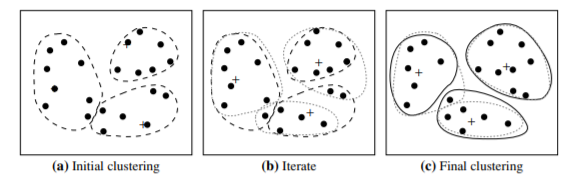 (a) Initial clustering (b) Iterate (c) Final clustering